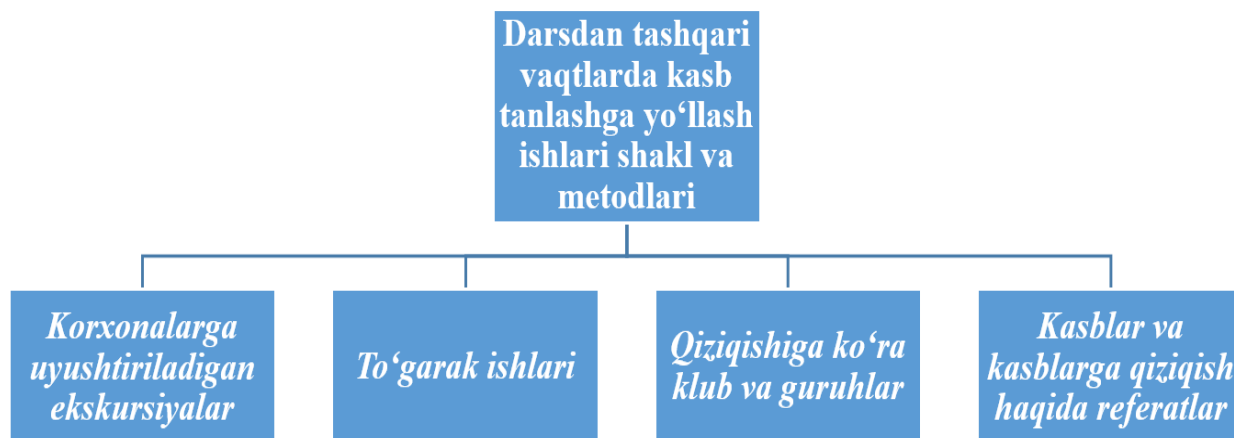 Darsdan tashqari
vaqtlarda kasb
tanlashga yo‘llash
ishlari shakl va
metodlari
Korxonalarga
uyushtiriladigan
ekskursiyalar
To‘garak ishlari
Qiziqishiga ko‘ra
klub va guruhlar
Kasblar va
kasblarga qiziqish
haqida referatlar